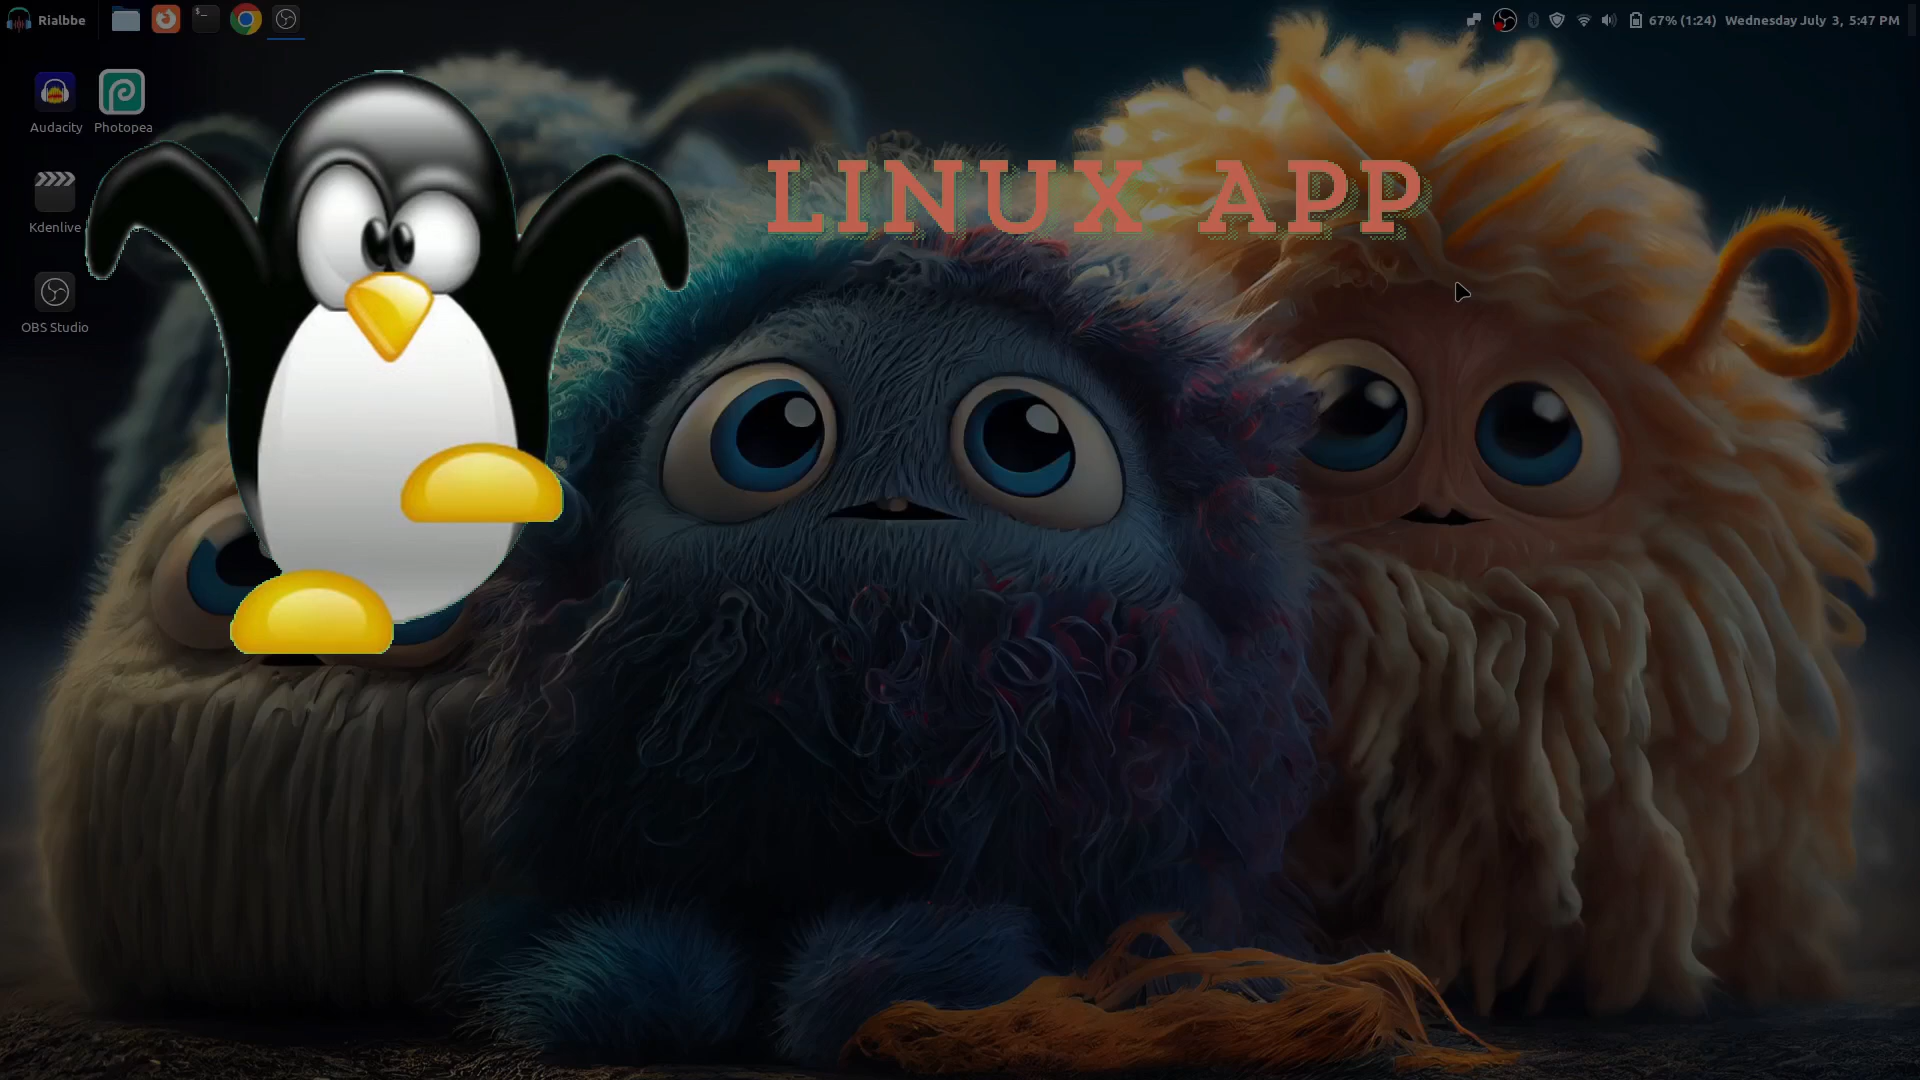 Rialbbe
67% (1:24) Wednesday July 3, 5:47 PM
Audacity Photopea
LINUX APP
Kdenlive
OBS Studio